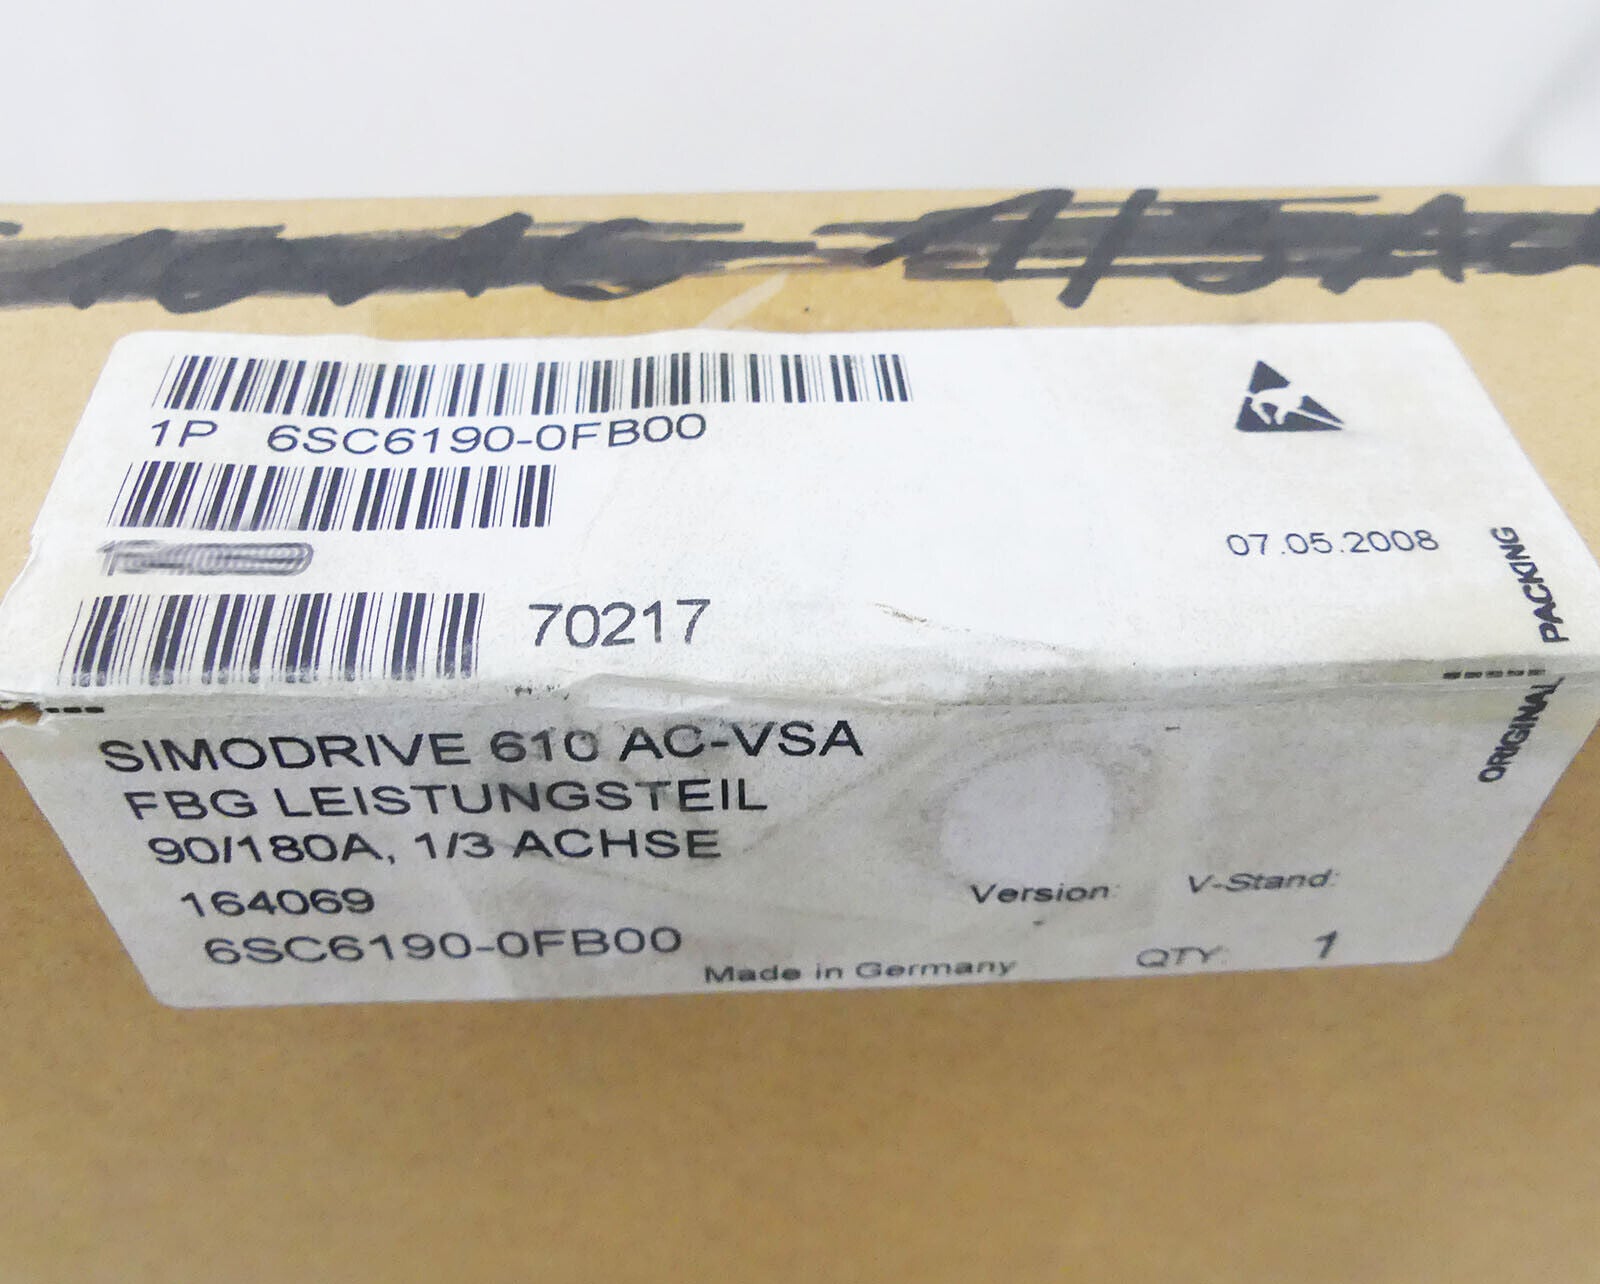 1P 6SC6190-0FB00
70217
07.05.2008
ORIGINAL PACKING
SIMODRIVE 610 AC-VSA
FBG LEISTUNGSTEIL
90/180A, 1/3 ACHSE
164069
6SC6190-0FB00
Version: V-Stand:
Made in Germany
QTY: 1